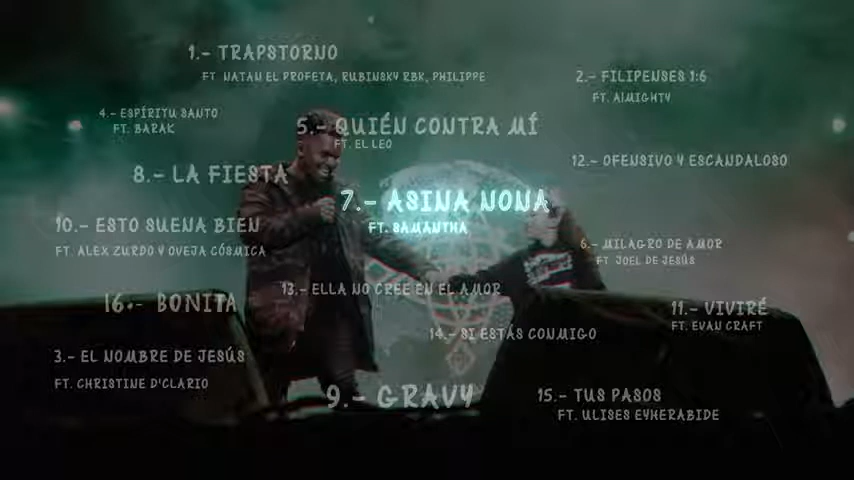 1.- TRAPSTORNO
FT NATAN EL PROFETA, RUBINSKY RBK, PHILIPPE
2.- FILIPENSES 1:6
FT. ALMIGHTY
4.- ESPÍRITU SANTO
FT. BARAK
5.- QUIÉN CONTRA MÍ
FT. EL LEO
12.- OFENSIVO Y ESCANDALOSO
8.- LA FIESTA
7.- ASINA NONA
FT. SAMANTHA
10.- ESTO SUENA BIEN
FT. ALEX ZURDO Y OVEJA CÓSMICA
6.- MILAGRO DE AMOR
FT. JOEL DE JESÚS
13.- ELLA NO CREE EN EL AMOR
16.- BONITA
11.- VIVIRÉ
FT. EVAN CRAFT
14.- SI ESTÁS CONMIGO
3.- EL NOMBRE DE JESÚS
FT. CHRISTINE D'CLARIO
9.- GRAVY
15.- TUS PASOS
FT. ULISES EYHERABIDE